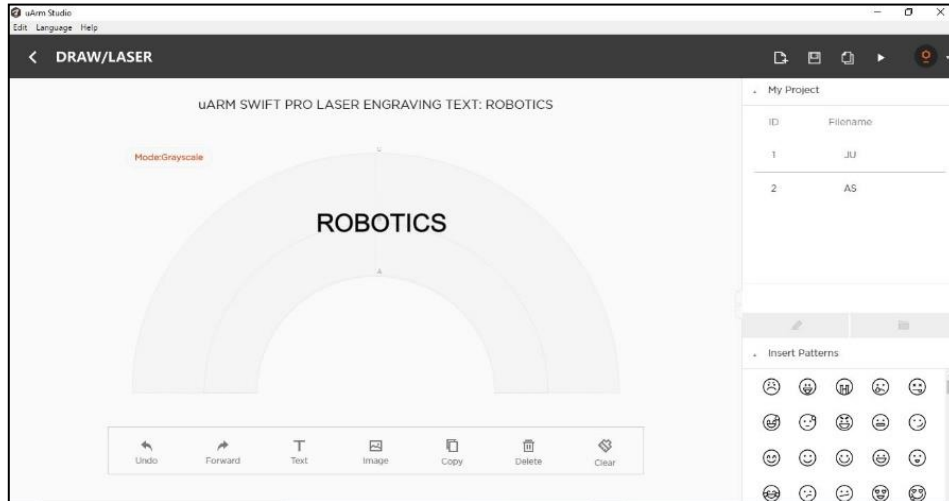 uArm Studio
Edit Language Help
DRAW/LASER
uARM SWIFT PRO LASER ENGRAVING TEXT: ROBOTICS
Mode:Grayscale
ROBOTICS
Undo Forward Text Image Copy Delete Clear
My Project
ID Filename
1 JU
2 AS
Insert Patterns